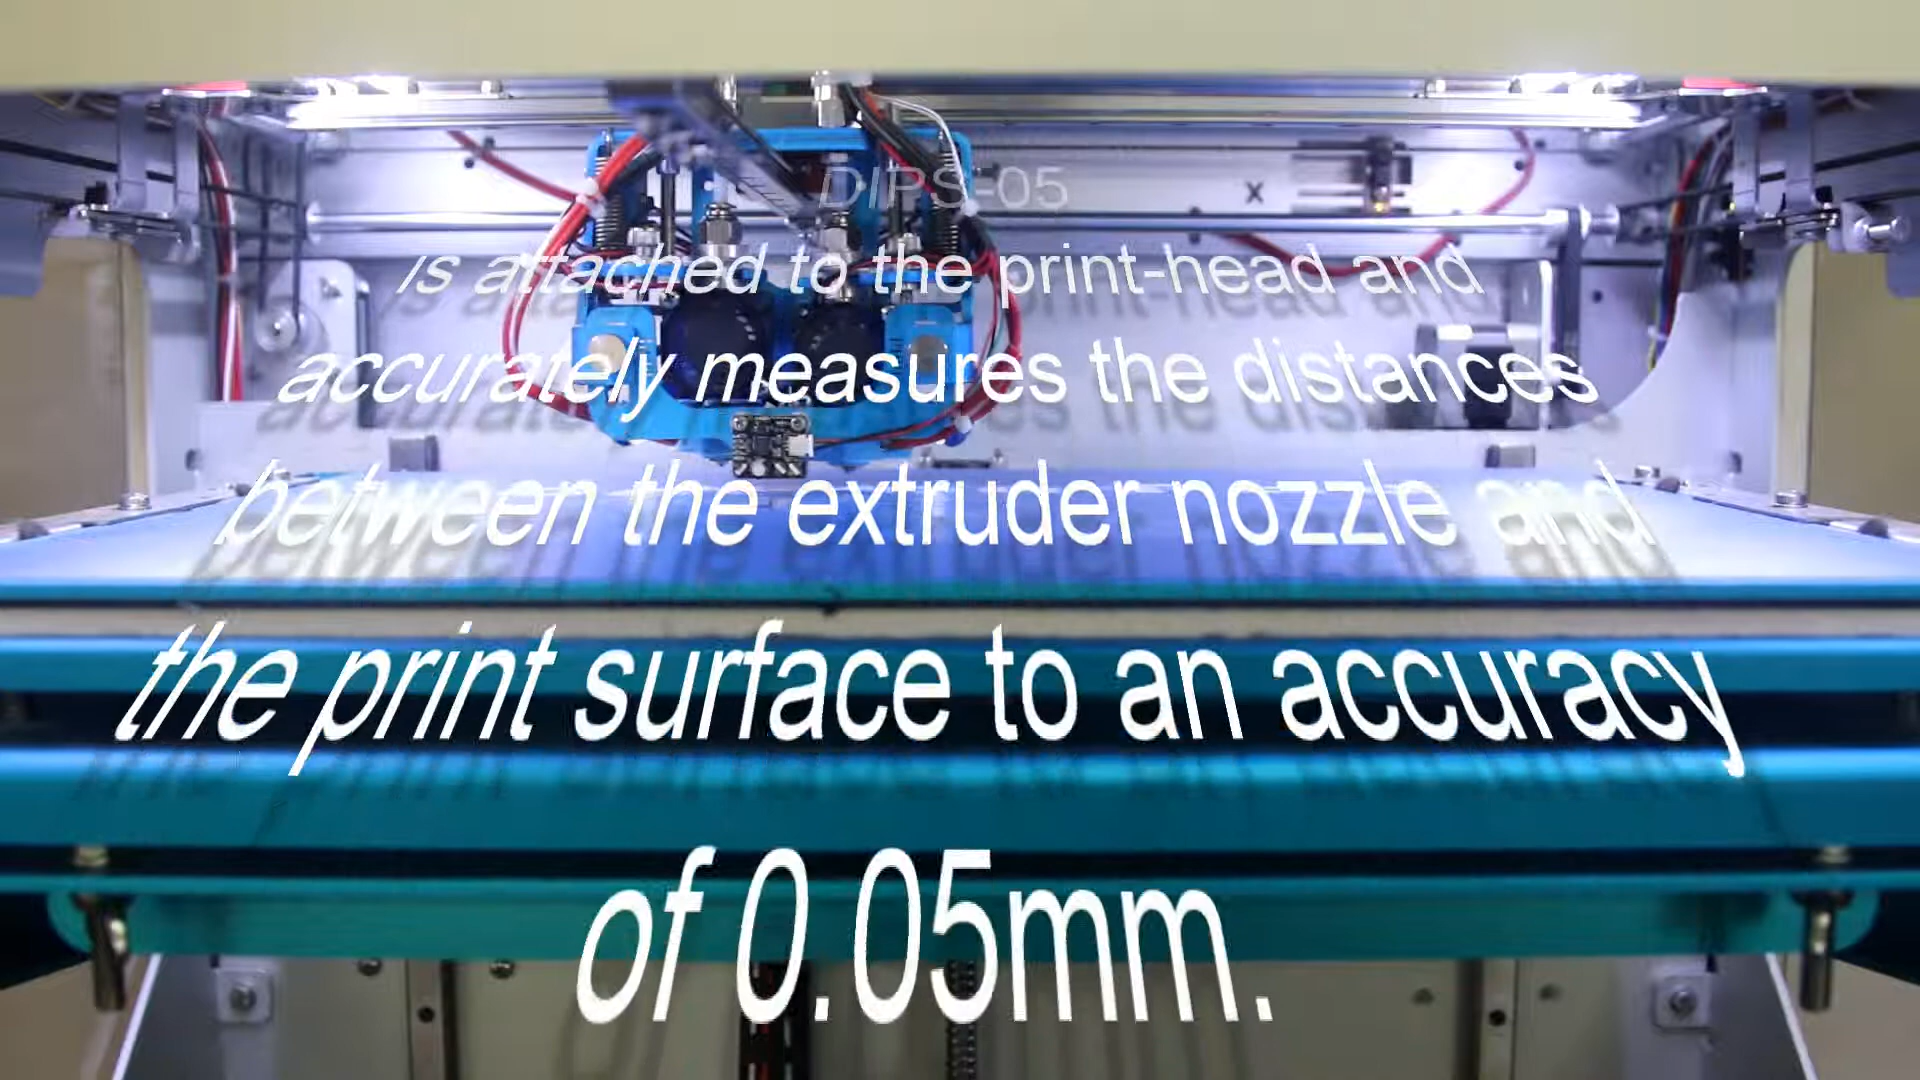 DIPS-05
is attached to the print-head and
accurately measures the distances
between the extruder nozzle and
the print surface to an accuracy
of 0.05mm.
X